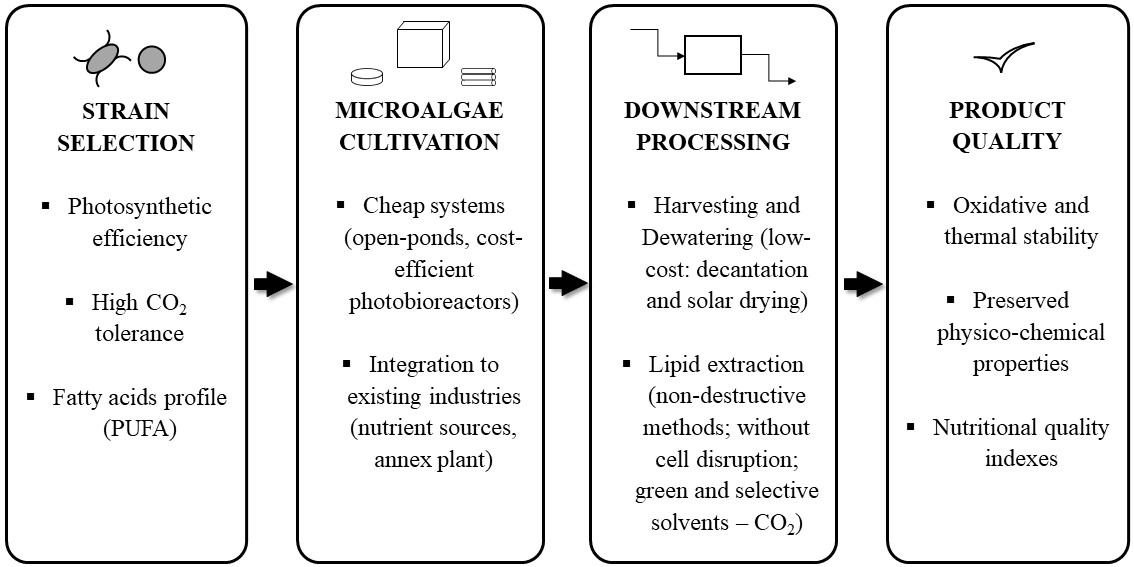 STRAIN
SELECTION
▪ Photosynthetic
efficiency
▪ High CO₂
tolerance
▪ Fatty acids profile
(PUFA)
MICROALGAE
CULTIVATION
▪ Cheap systems
(open-ponds, cost-
efficient
photobioreactors)
▪ Integration to
existing industries
(nutrient sources,
annex plant)
DOWNSTREAM
PROCESSING
▪ Harvesting and
Dewatering (low-
cost: decantation
and solar drying)
▪ Lipid extraction
(non-destructive
methods; without
cell disruption;
green and selective
solvents – CO₂)
PRODUCT
QUALITY
▪ Oxidative and
thermal stability
▪ Preserved
physico-chemical
properties
▪ Nutritional quality
indexes